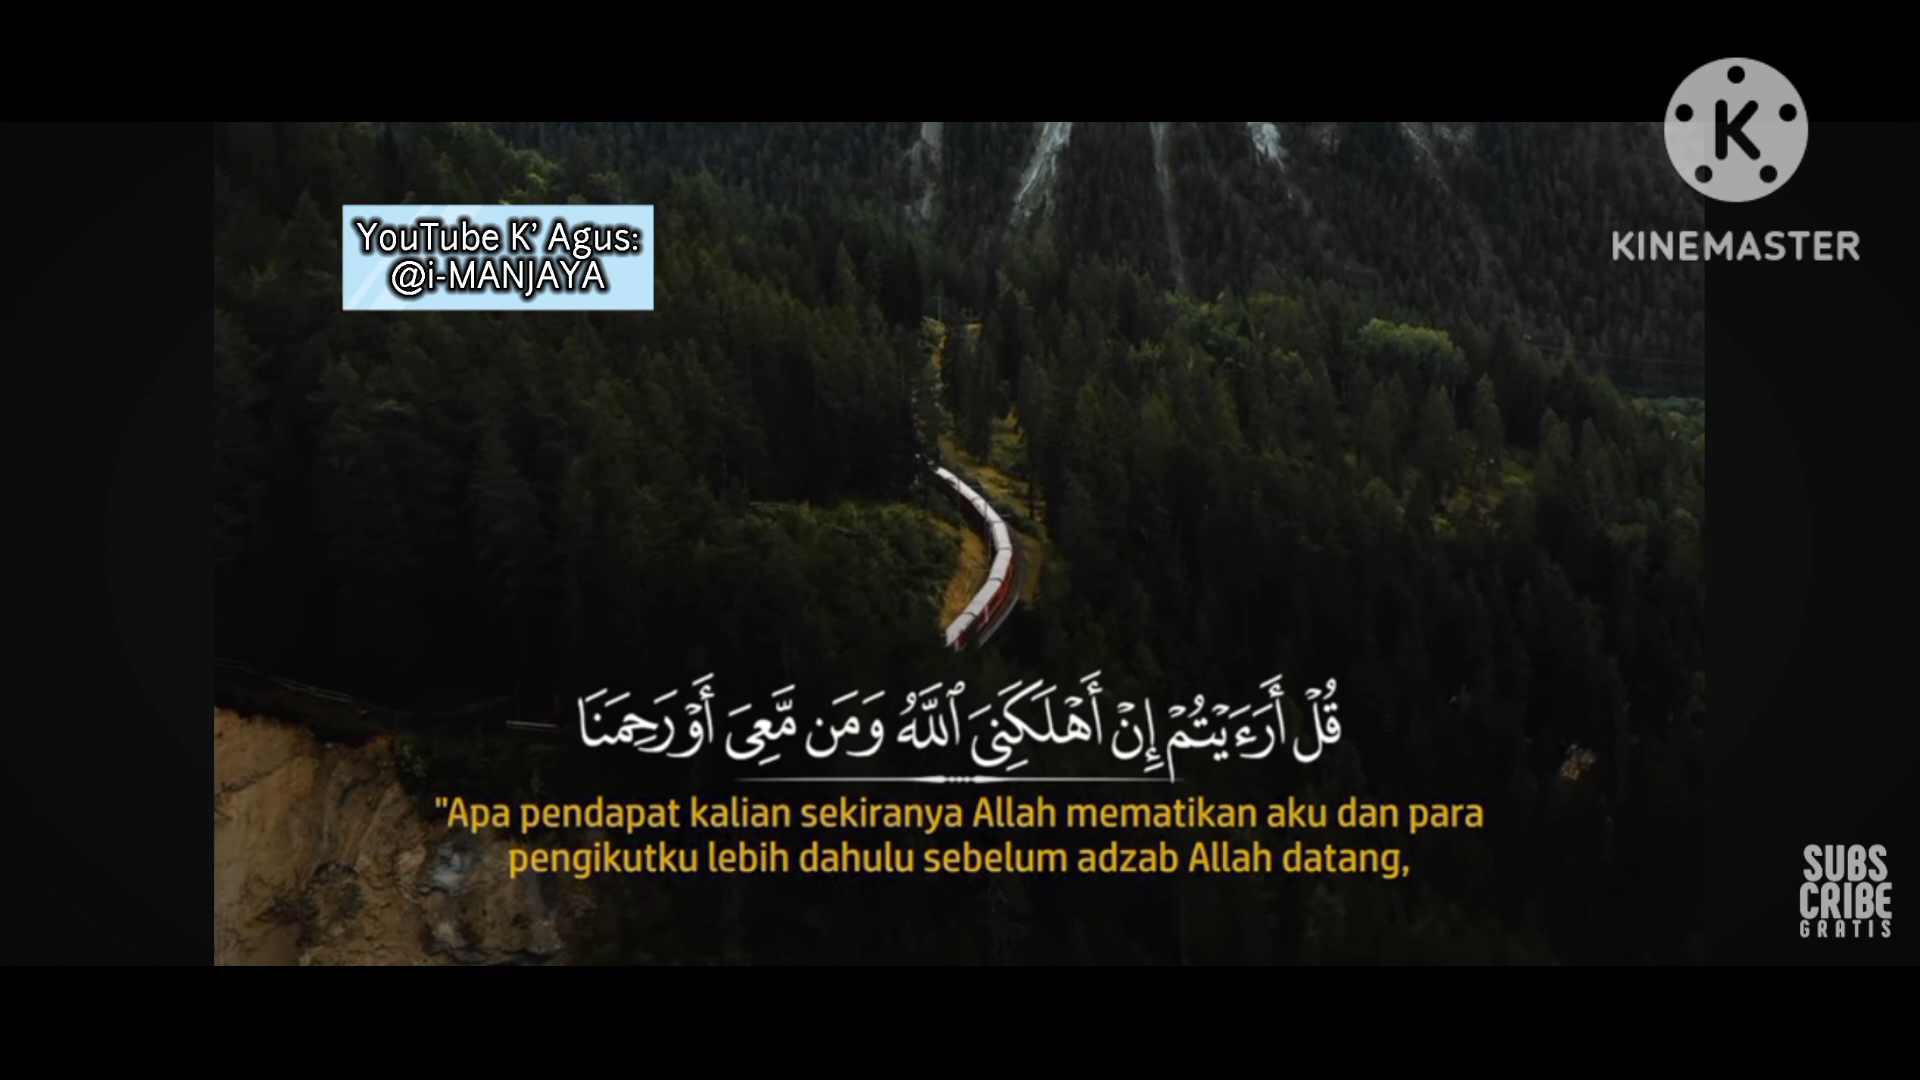 YouTube K' Agus:
@i-MANJAYA
K
KINEMASTER
قُلْ أَرَءَيْتُمْ إِنْ أَهْلَكَنِىَ ٱللَّهُ وَمَن مَّعِىَ أَوْ رَحِمَنَا
"Apa pendapat kalian sekiranya Allah mematikan aku dan para
pengikutku lebih dahulu sebelum adzab Allah datang,
SUBS
CRIBE
GRATIS